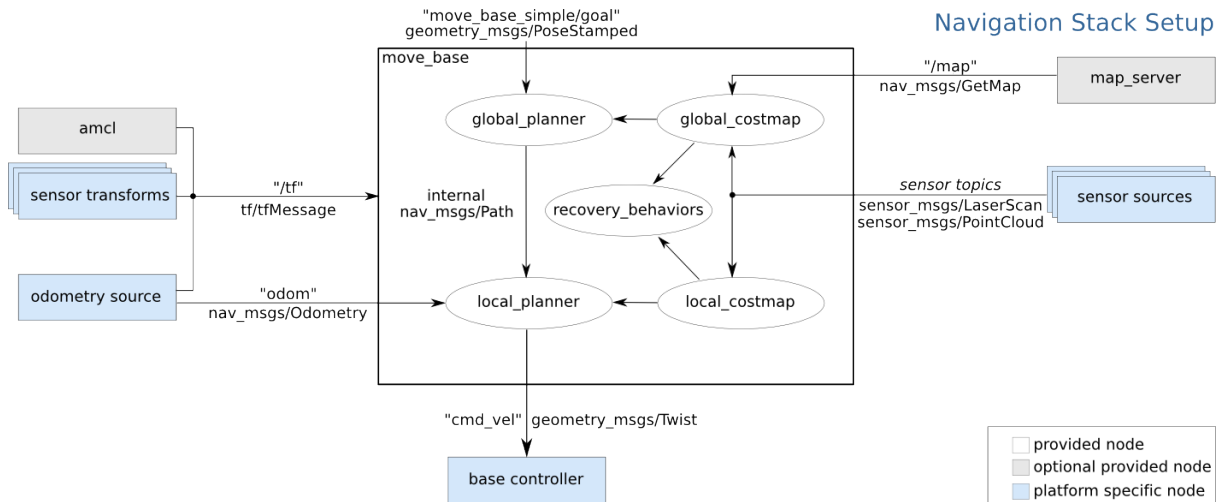 Navigation Stack Setup
"move_base_simple/goal"
geometry_msgs/PoseStamped
move_base
"/map"
nav_msgs/GetMap
map_server
amcl
global_planner
global_costmap
sensor transforms
"/tf"
tf/tfMessage
internal
nav_msgs/Path
recovery_behaviors
sensor topics
sensor_msgs/LaserScan
sensor_msgs/PointCloud
sensor sources
odometry source
"odom"
nav_msgs/Odometry
local_planner
local_costmap
"cmd_vel" geometry_msgs/Twist
base controller
provided node
optional provided node
platform specific node